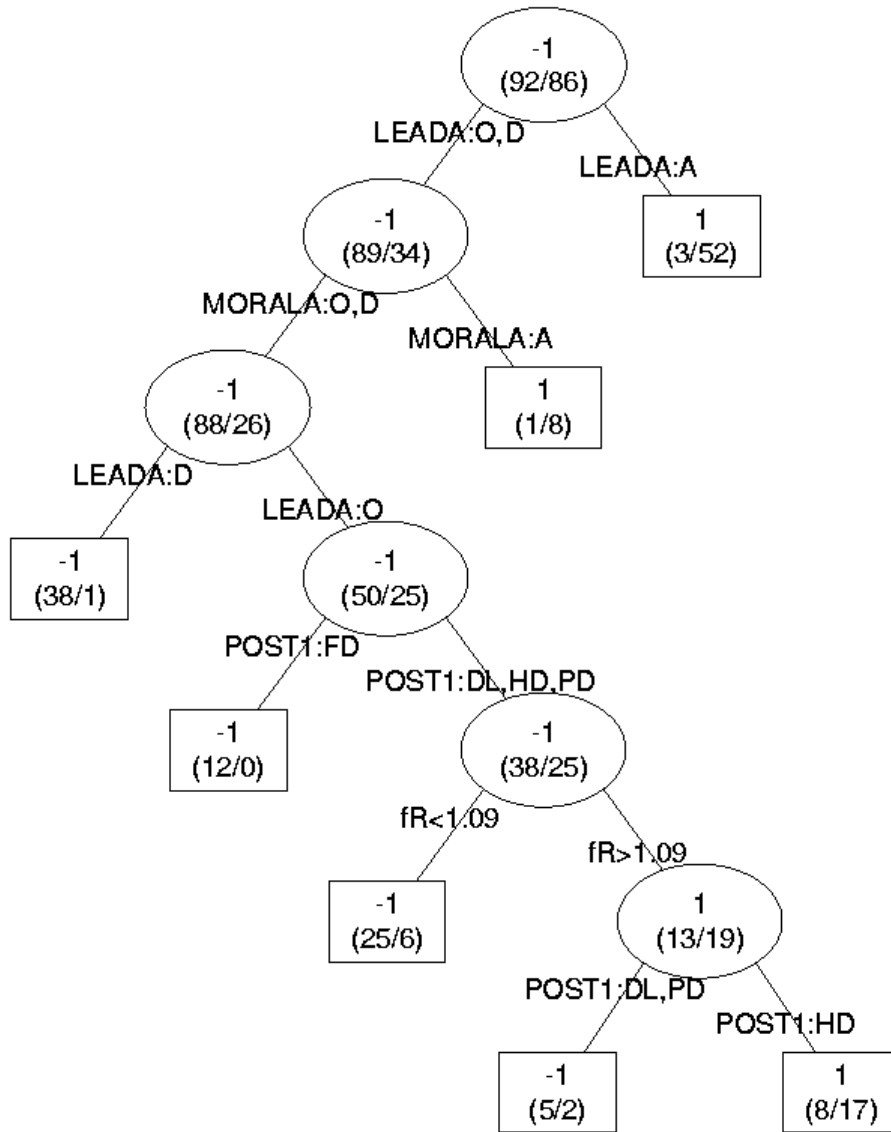 -1
(92/86)
LEADA:O,D
LEADA:A
-1
(89/34)
1
(3/52)
MORALA:O,D
MORALA:A
-1
(88/26)
1
(1/8)
LEADA:D
LEADA:O
-1
(38/1)
-1
(50/25)
POST1:FD
POST1:DL,HD,PD
-1
(12/0)
-1
(38/25)
fR<1.09
fR>1.09
-1
(25/6)
1
(13/19)
POST1:DL,PD
POST1:HD
-1
(5/2)
1
(8/17)